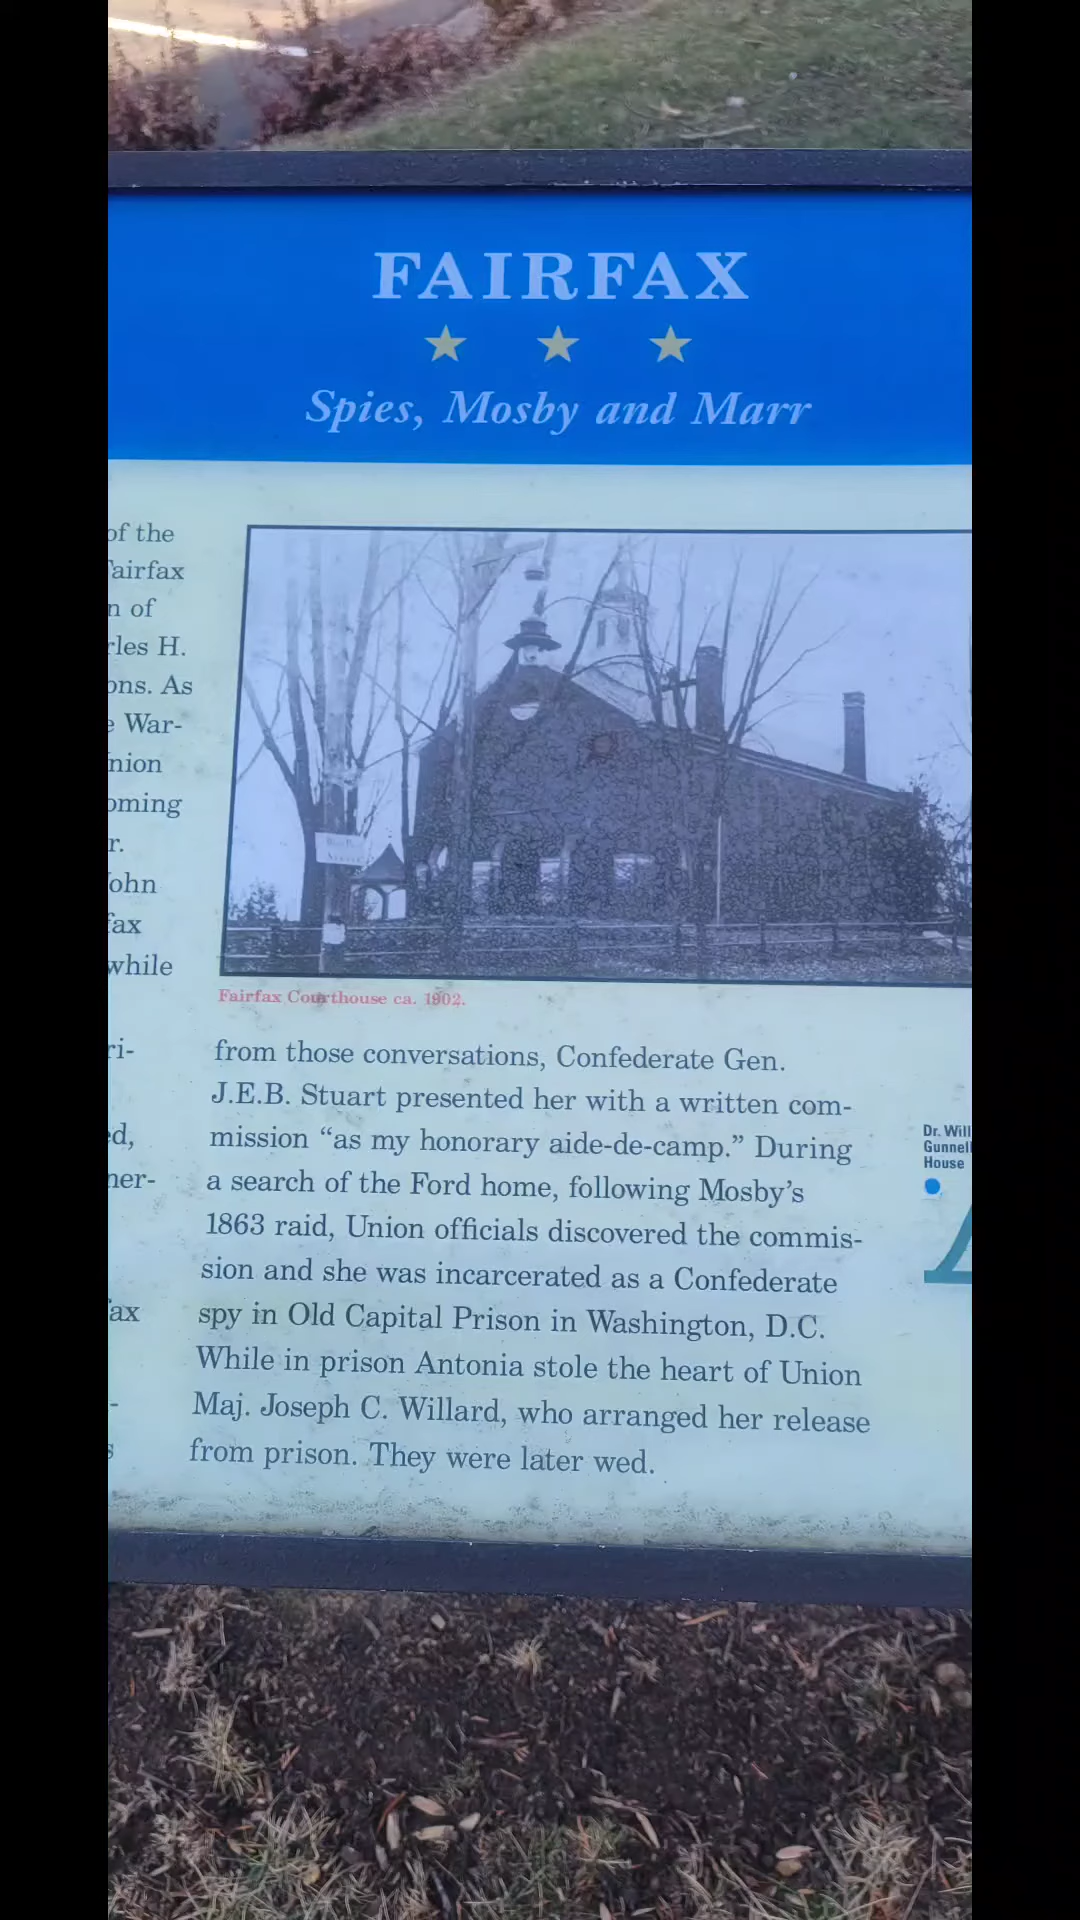 FAIRFAX
Spies, Mosby and Marr
of the
Fairfax
n of
rles H.
ons. As
e War-
nion
oming
r.
ohn
fax
while
ri-
ed,
ner-
ax
-
s
Fairfax Courthouse ca. 1902.
from those conversations, Confederate Gen.
J.E.B. Stuart presented her with a written com-
mission “as my honorary aide-de-camp.” During
a search of the Ford home, following Mosby’s
1863 raid, Union officials discovered the commis-
sion and she was incarcerated as a Confederate
spy in Old Capital Prison in Washington, D.C.
While in prison Antonia stole the heart of Union
Maj. Joseph C. Willard, who arranged her release
from prison. They were later wed.
Dr. Will
Gunnel
House